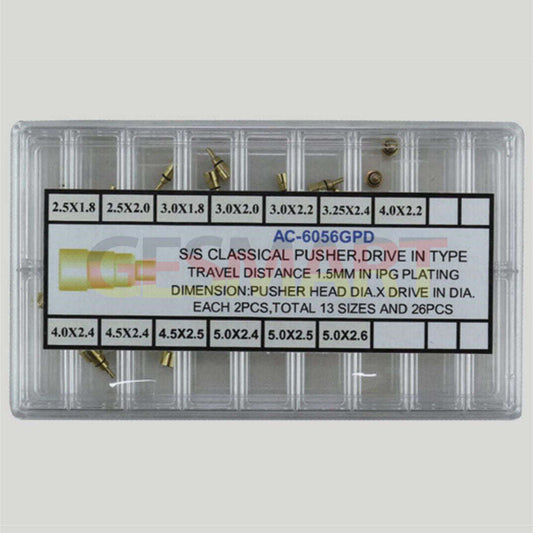 2.5X1.8 2.5X2.0 3.0X1.8 3.0X2.0 3.0X2.2 3.25X2.4 4.0X2.2
AC-6056GPD
S/S CLASSICAL PUSHER,DRIVE IN TYPE
TRAVEL DISTANCE 1.5MM IN IPG PLATING
DIMENSION:PUSHER HEAD DIA.X DRIVE IN DIA.
EACH 2PCS,TOTAL 13 SIZES AND 26PCS
4.0X2.4 4.5X2.4 4.5X2.5 5.0X2.4 5.0X2.5 5.0X2.6